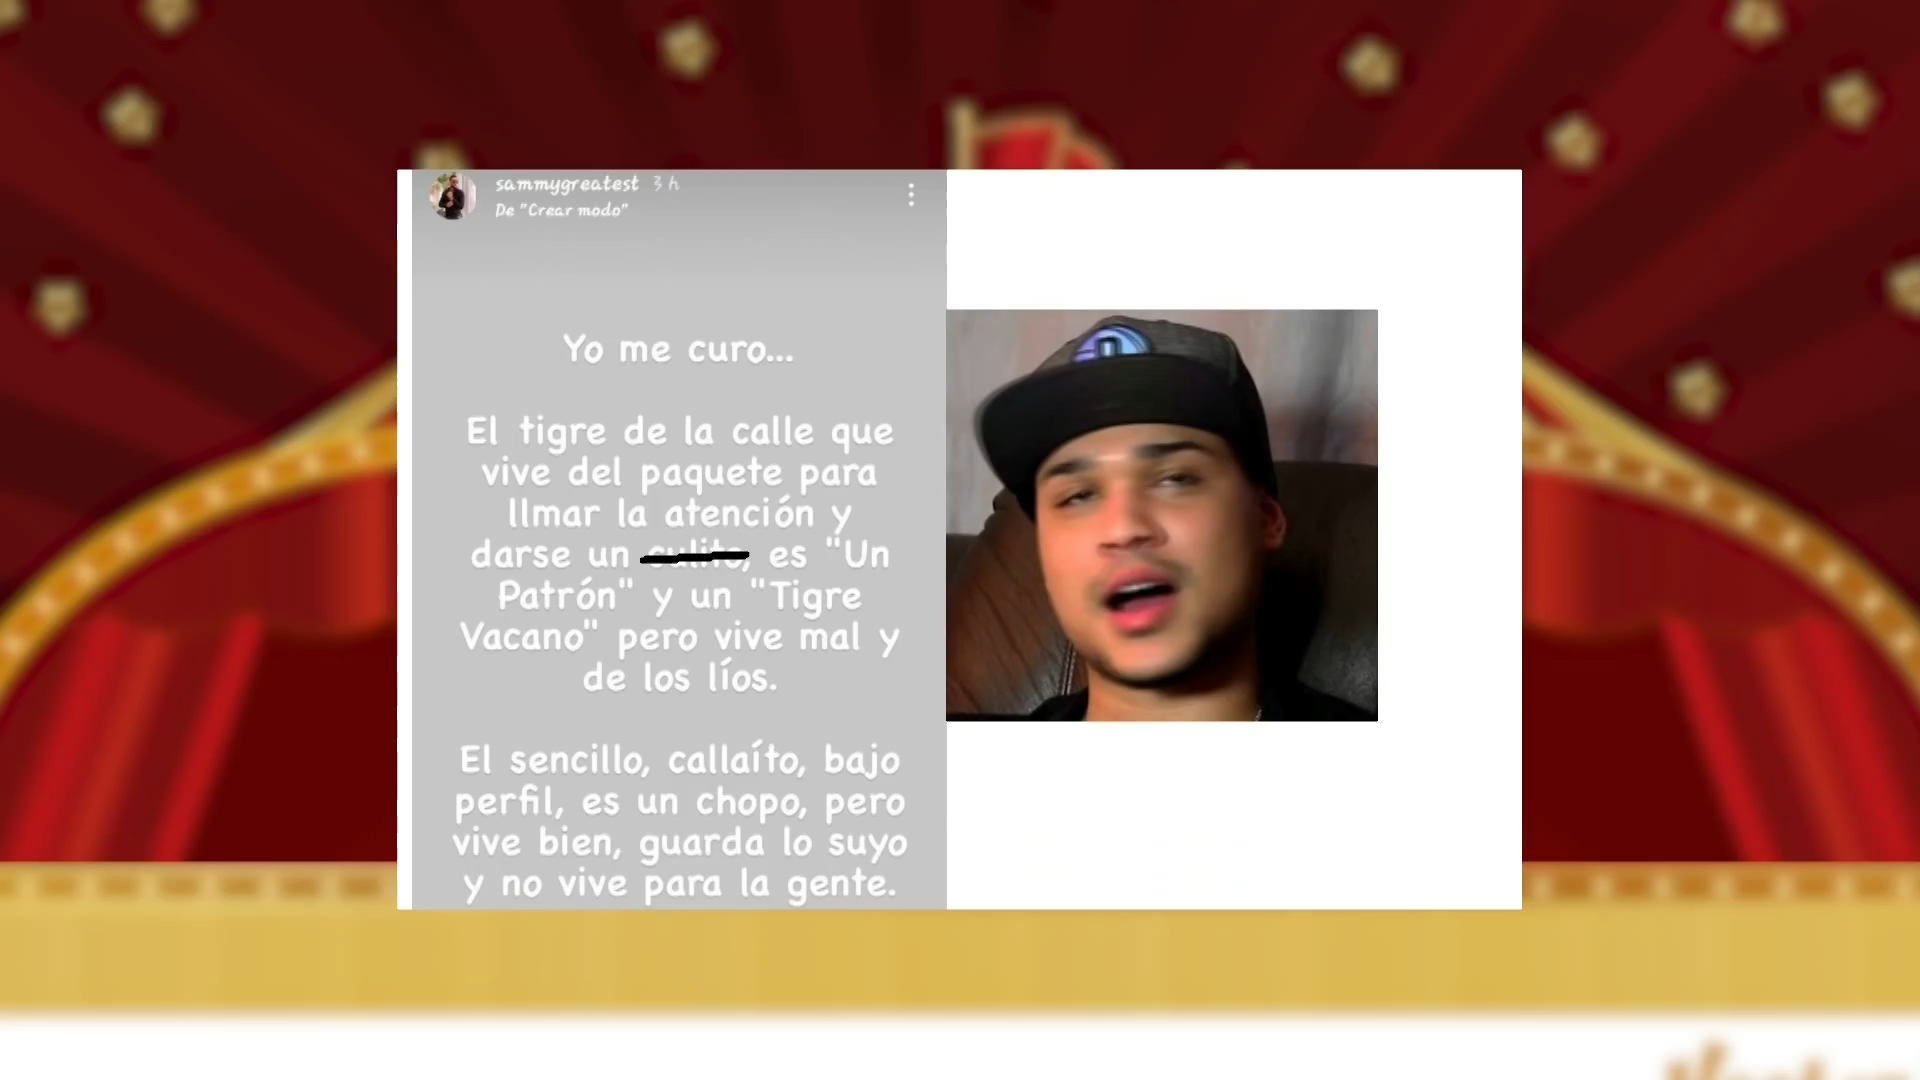 sammygreatest 3 h
De "Crear modo"
Yo me curo...
El tigre de la calle que
vive del paquete para
llmar la atención y
darse un culito, es "Un
Patrón" y un "Tigre
Vacano" pero vive mal y
de los líos.
El sencillo, callaíto, bajo
perfil, es un chopo, pero
vive bien, guarda lo suyo
y no vive para la gente.